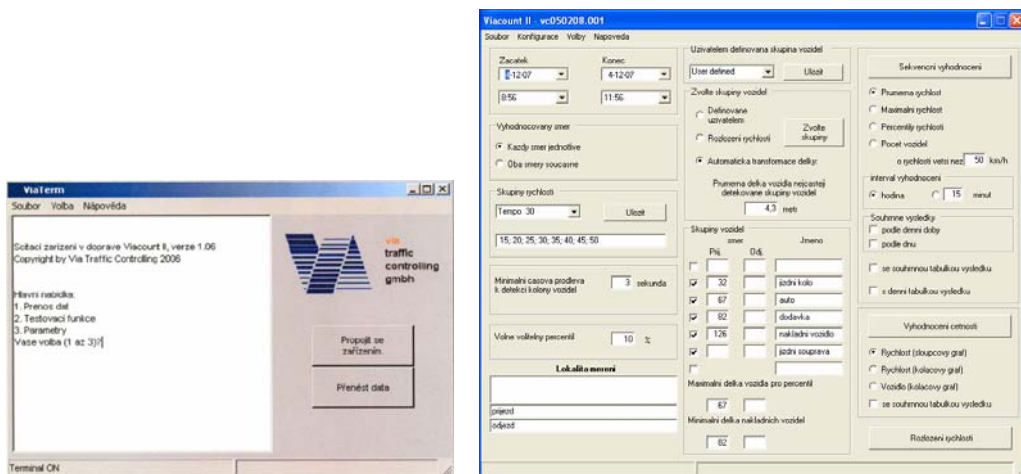 ViaTerm
Soubor Volba Nápověda
Scitaci zarizeni v doprave Viacount II, verze 1.06
Copyright by Via Traffic Controlling 2006
Hlavni nabidka:
1. Prenos dat
2. Testovaci funkce
3. Parametry
Vase volba (1 az 3)?
via
traffic
controlling
gmbh
Propojit se
zařízením.
Přenést data
Terminal ON
Viacount II - vc050208.001
Soubor Konfigurace Volby Napoveda
Zacatek Konec
4-12-07 4-12-07
8:56 11:56
Vyhodnocovany smer
Kazdy smer jednotlive
Oba smery soucasne
Skupiny rychlosti
Tempo 30 Ulozit
15; 20; 25; 30; 35; 40; 45; 50
Minimalni casova prodleva
k detekci kolony vozidel
3 sekunda
Volne volitelny percentil 10 %
Lokalita mereni
prijezd
odjezd
Uzivatelem definovana skupina vozidel
User defined Ulozit
Zvolte skupiny vozidel
Definovane
uzivatelem
Rozlozeni rychlosti
Zvolte
skupiny
Automaticka transformace delky:
Prumerna delka vozidla nejcasteji
detekovane skupiny vozidel
4,3 metri
Skupiny vozidel
smer Jmeno
Prij. Odj.
32 jizdni kolo
67 auto
82 dodavka
126 nakladni vozidlo
jizdni souprava
Maximalni delka vozidla pro percentil
67
Minimalni delka nakladnich vozidel
82
Sekvencni vyhodnoceni
Prumerna rychlost
Maximalni rychlost
Percentily rychlosti
Pocet vozidel
o rychlosti vetsi nez 50 km/h
interval vyhodnoceni
hodina 15 minut
Souhrnne vysledky
podle denni doby
podle dnu
se souhrnnou tabulkou vysledku
s denni tabulkou vysledku
Vyhodnoceni cetnosti
Rychlost (sloupcovy graf)
Rychlost (kolacovy graf)
Vozidlo (kolacovy graf)
se souhrnnou tabulkou vysledku
Rozlozeni rychlosti